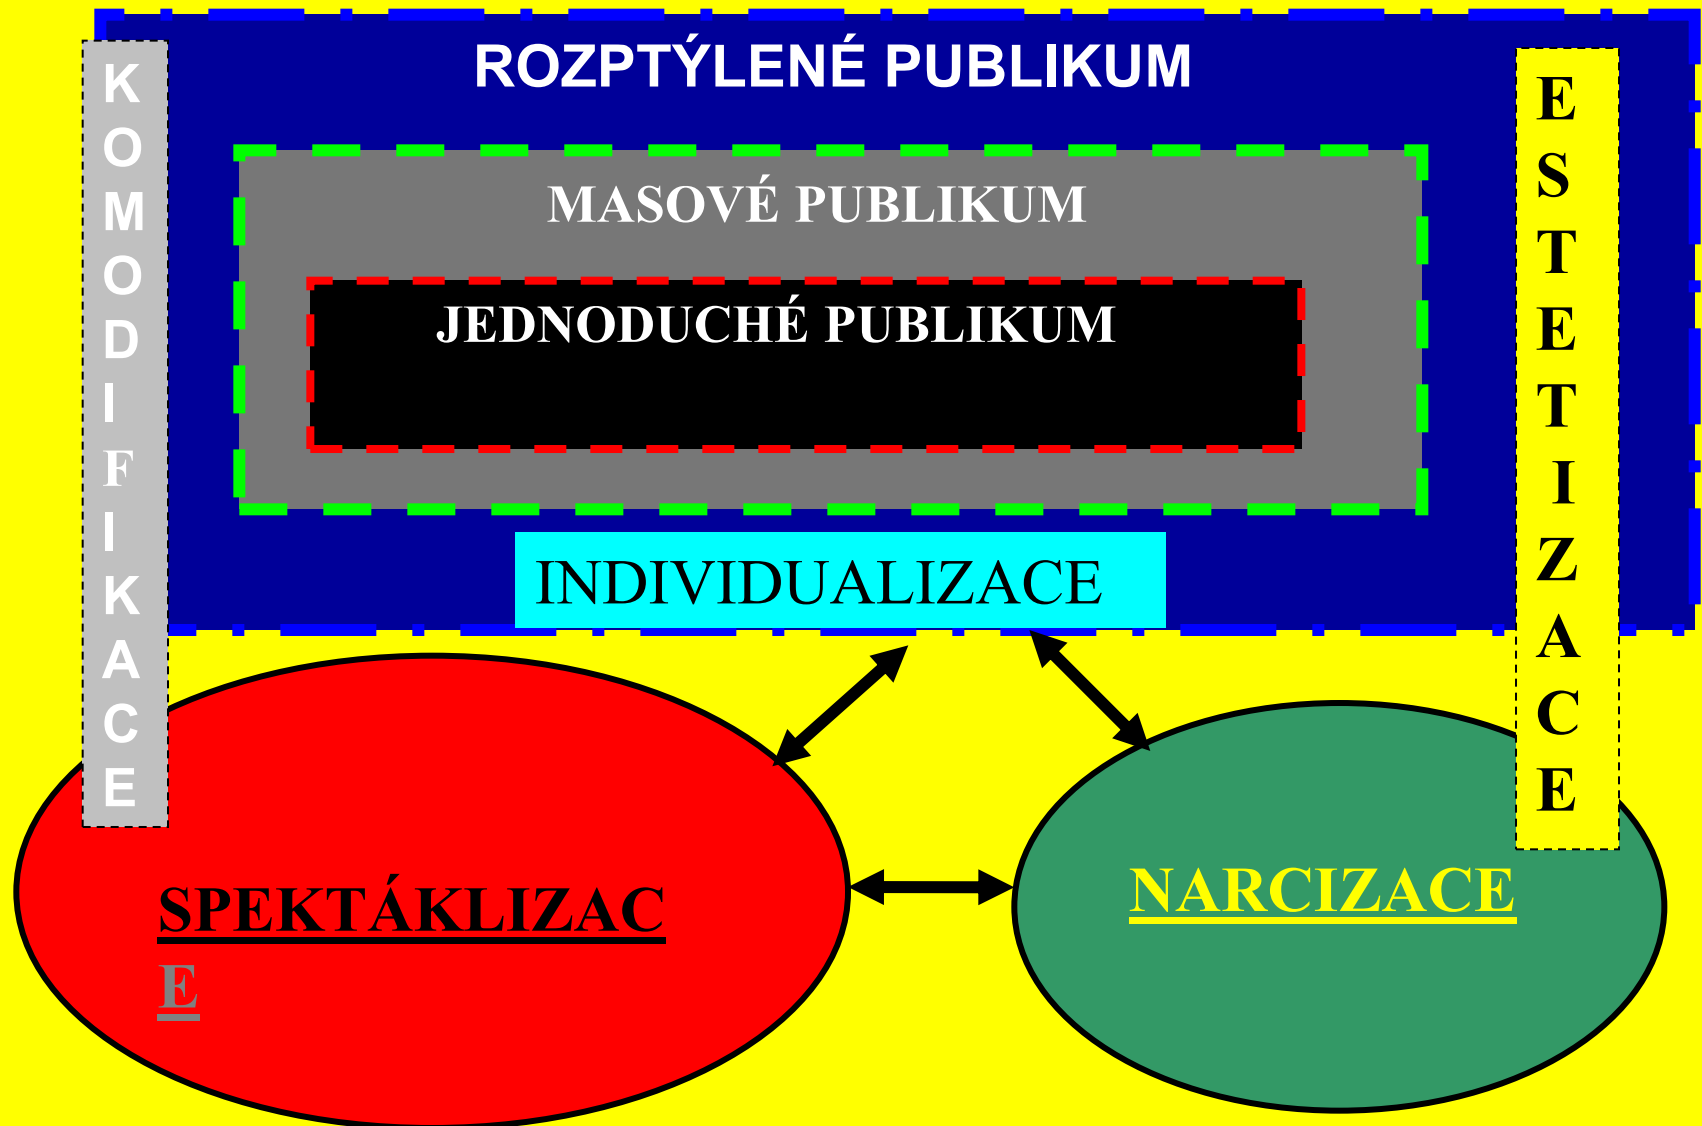 ROZPTÝLENÉ PUBLIKUM
MASOVÉ PUBLIKUM
JEDNODUCHÉ PUBLIKUM
INDIVIDUALIZACE
K
O
M
O
D
I
F
I
K
A
C
E
E
S
T
E
T
I
Z
A
C
E
SPEKTÁKLIZAC
E
NARCIZACE